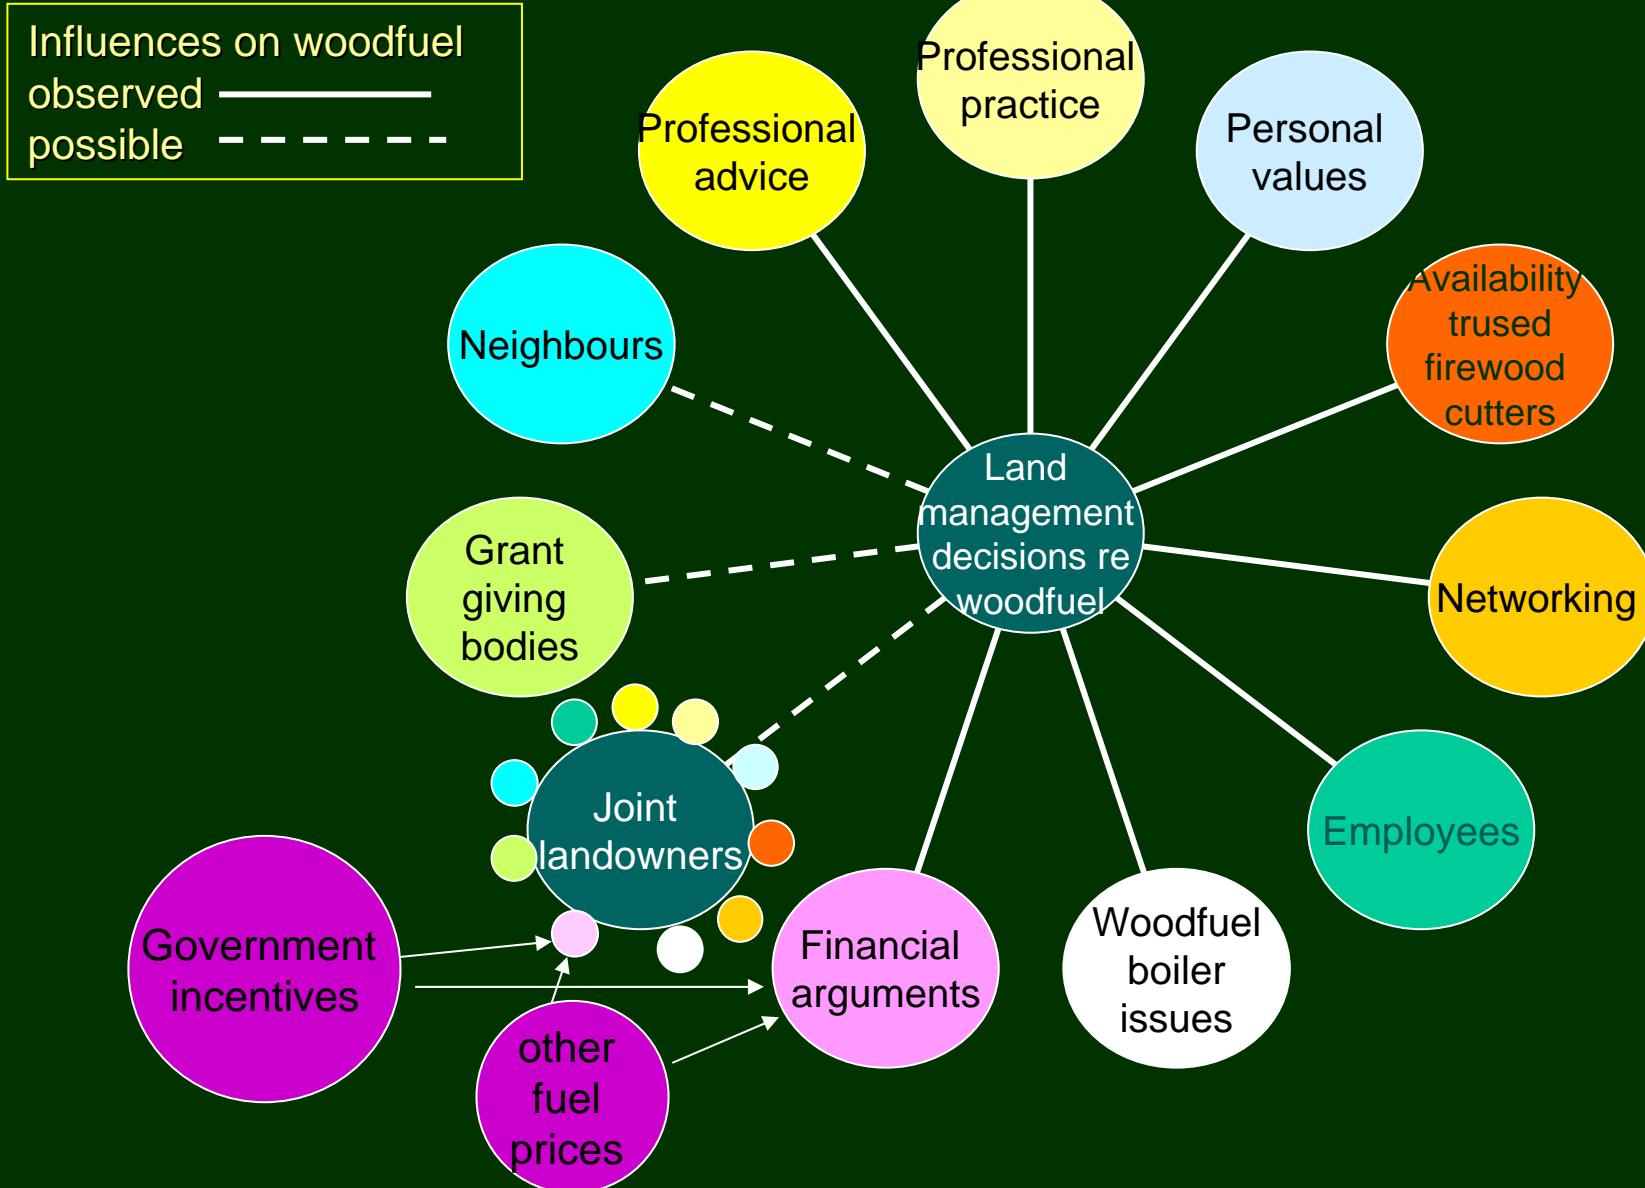 Influences on woodfuel
observed
possible
Professional
practice
Professional
advice
Personal
values
Availability
trused
firewood
cutters
Neighbours
Land
management
decisions re
woodfuel
Grant
giving
bodies
Networking
Joint
landowners
Employees
Government
incentives
Financial
arguments
Woodfuel
boiler
issues
other
fuel
prices